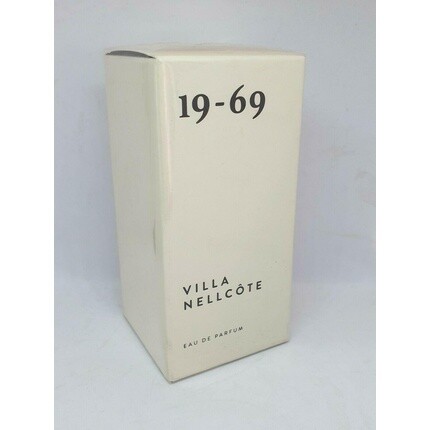 19-69
VILLA
NELLCÔTE
EAU DE PARFUM